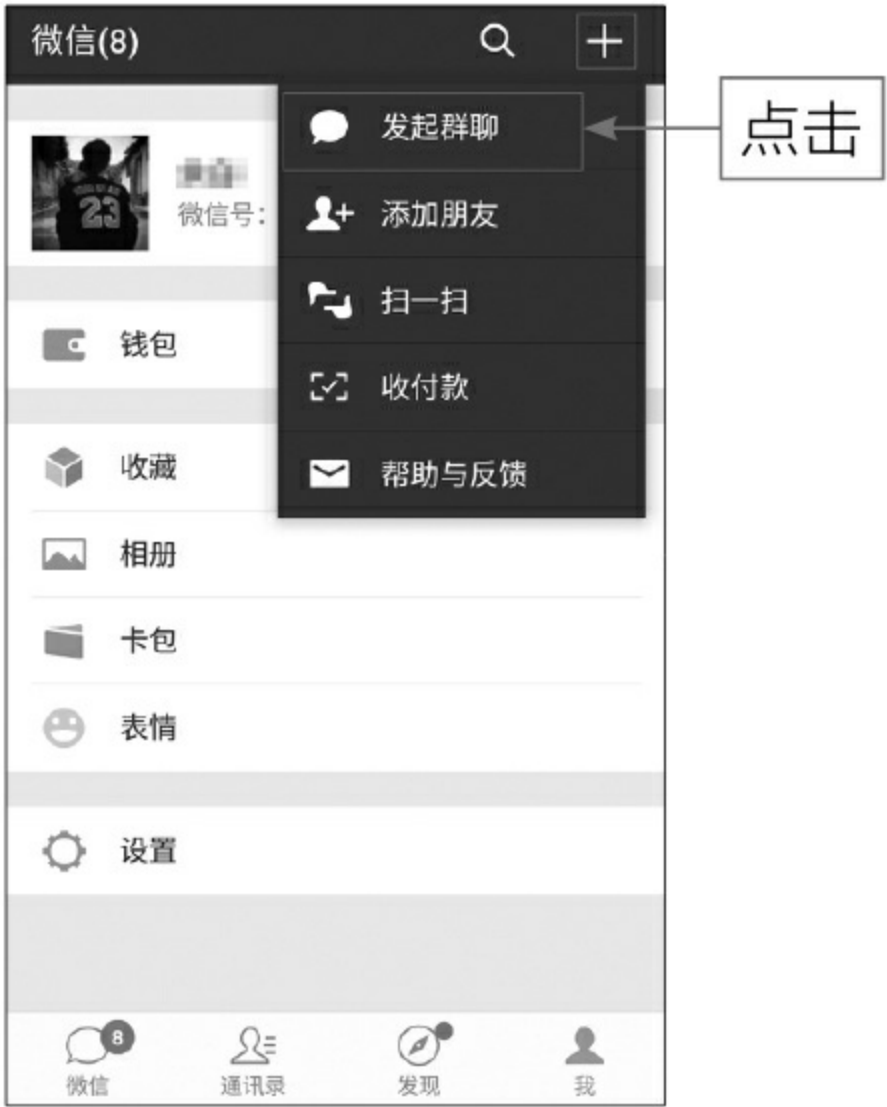 微信(8)
点击
发起群聊
微信号：
添加朋友
扫一扫
钱包
收付款
收藏
帮助与反馈
相册
卡包
表情
设置
8
微信
通讯录
发现
我
23